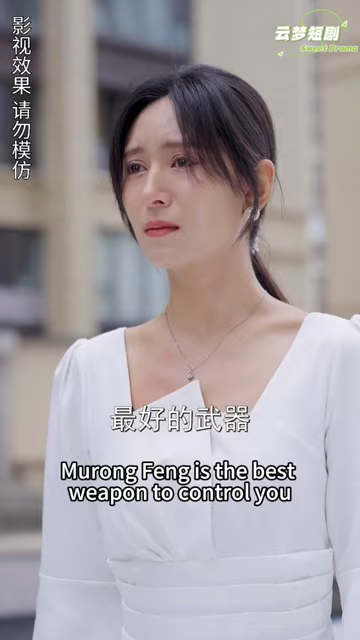 云梦短剧
Sweet Drama
影视效果 请勿模仿
最好的武器
Murong Feng is the best
weapon to control you